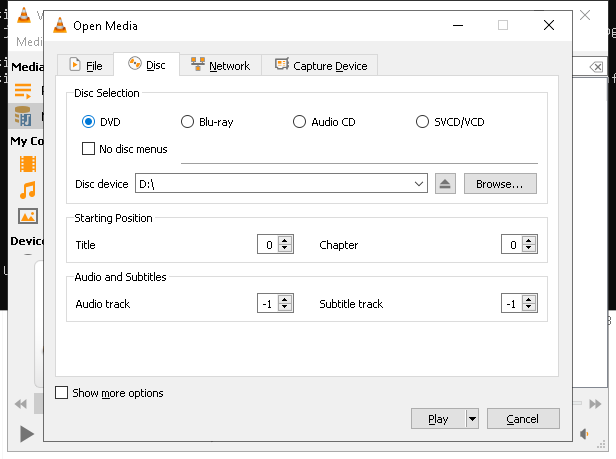 Open Media
Medi
File
Disc
Network
Capture Device
Media
Disc Selection
DVD
Blu-ray
Audio CD
SVCD/VCD
No disc menus
My Co
Disc device
D:\
Browse...
Starting Position
Title
0
Chapter
0
Device
Audio and Subtitles
Audio track
-1
Subtitle track
-1
Show more options
Play
Cancel